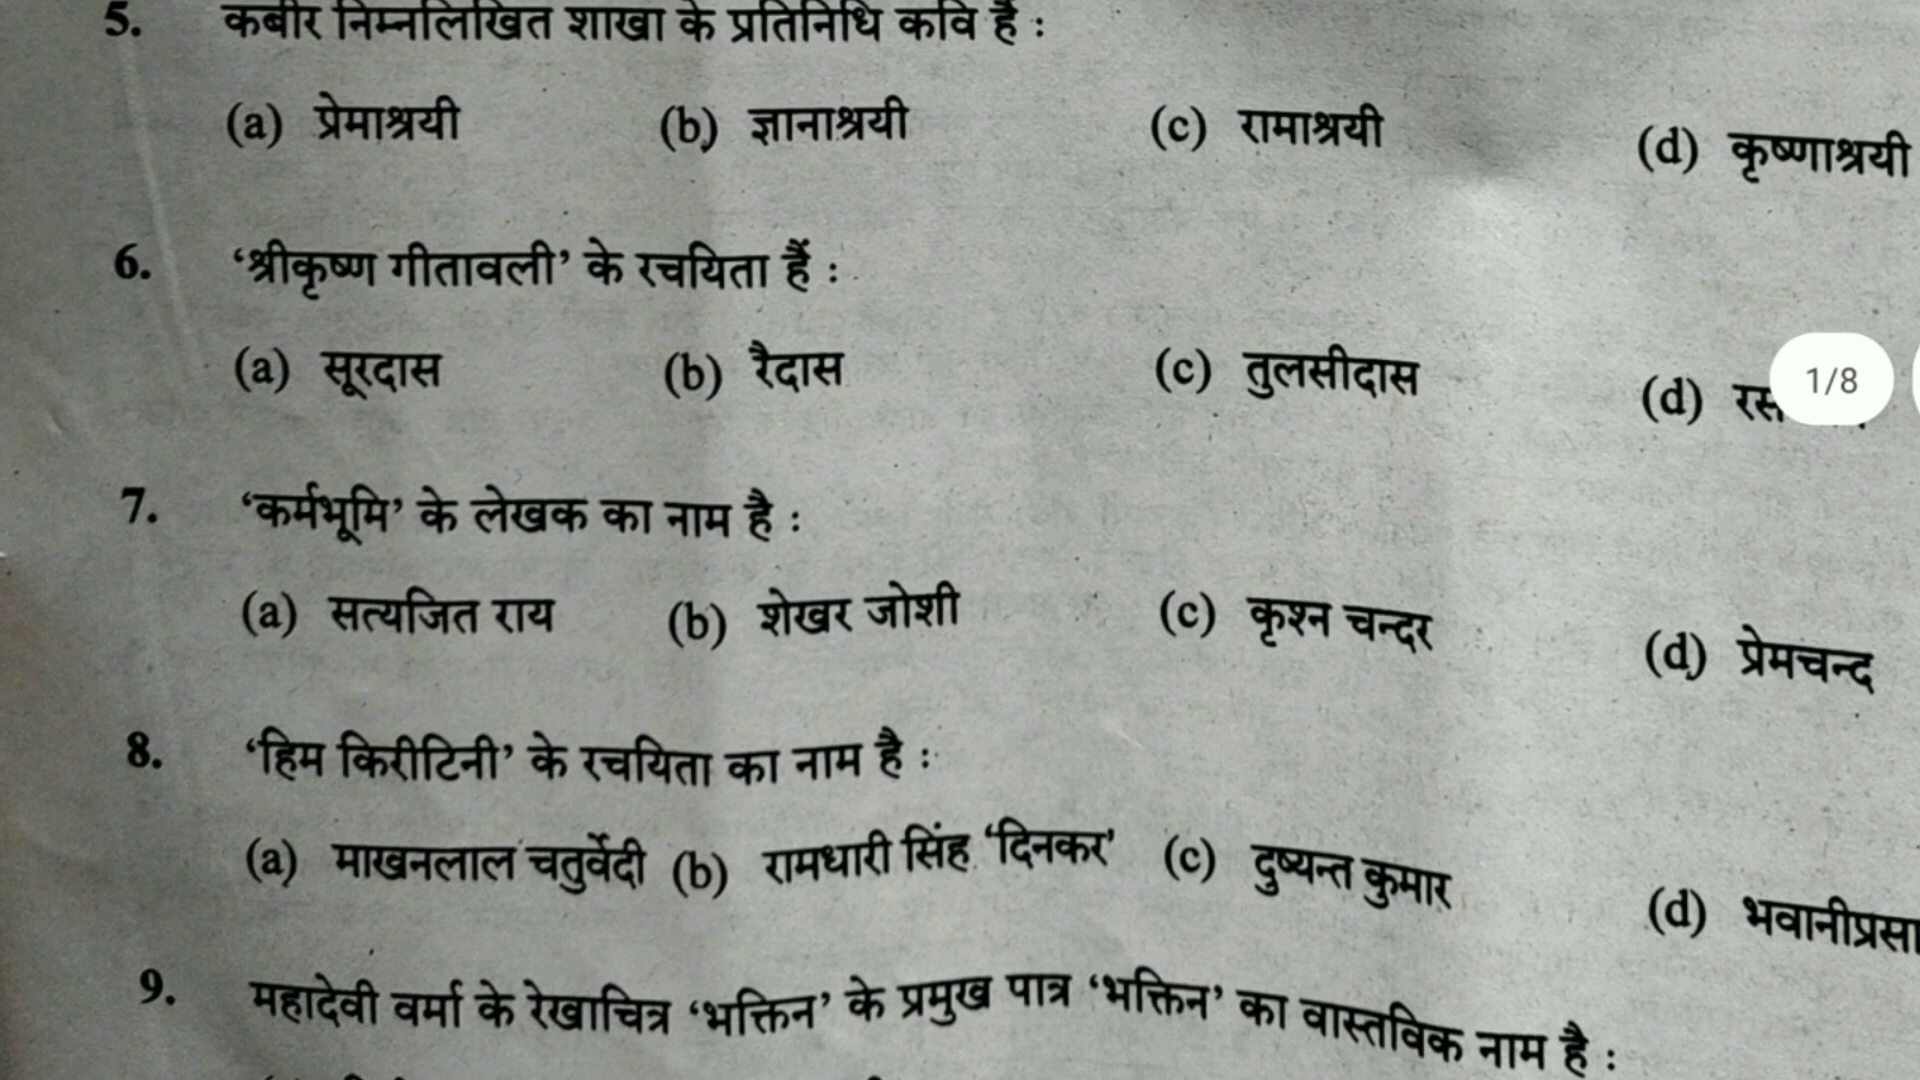 5. कबीर निम्नलिखित शाखा के प्रतिनिधि कवि हैं :
(a) प्रेमाश्रयी (b) ज्ञानाश्रयी (c) रामाश्रयी (d) कृष्णाश्रयी
6. ‘श्रीकृष्ण गीतावली’ के रचयिता हैं :
(a) सूरदास (b) रैदास (c) तुलसीदास (d) रस
1/8
7. ‘कर्मभूमि’ के लेखक का नाम है :
(a) सत्यजित राय (b) शेखर जोशी (c) कृश्न चन्दर (d) प्रेमचन्द
8. ‘हिम किरीटिनी’ के रचयिता का नाम है :
(a) माखनलाल चतुर्वेदी (b) रामधारी सिंह ‘दिनकर’ (c) दुष्यन्त कुमार (d) भवानीप्रसा
9. महादेवी वर्मा के रेखाचित्र ‘भक्तिन’ के प्रमुख पात्र ‘भक्तिन’ का वास्तविक नाम है :